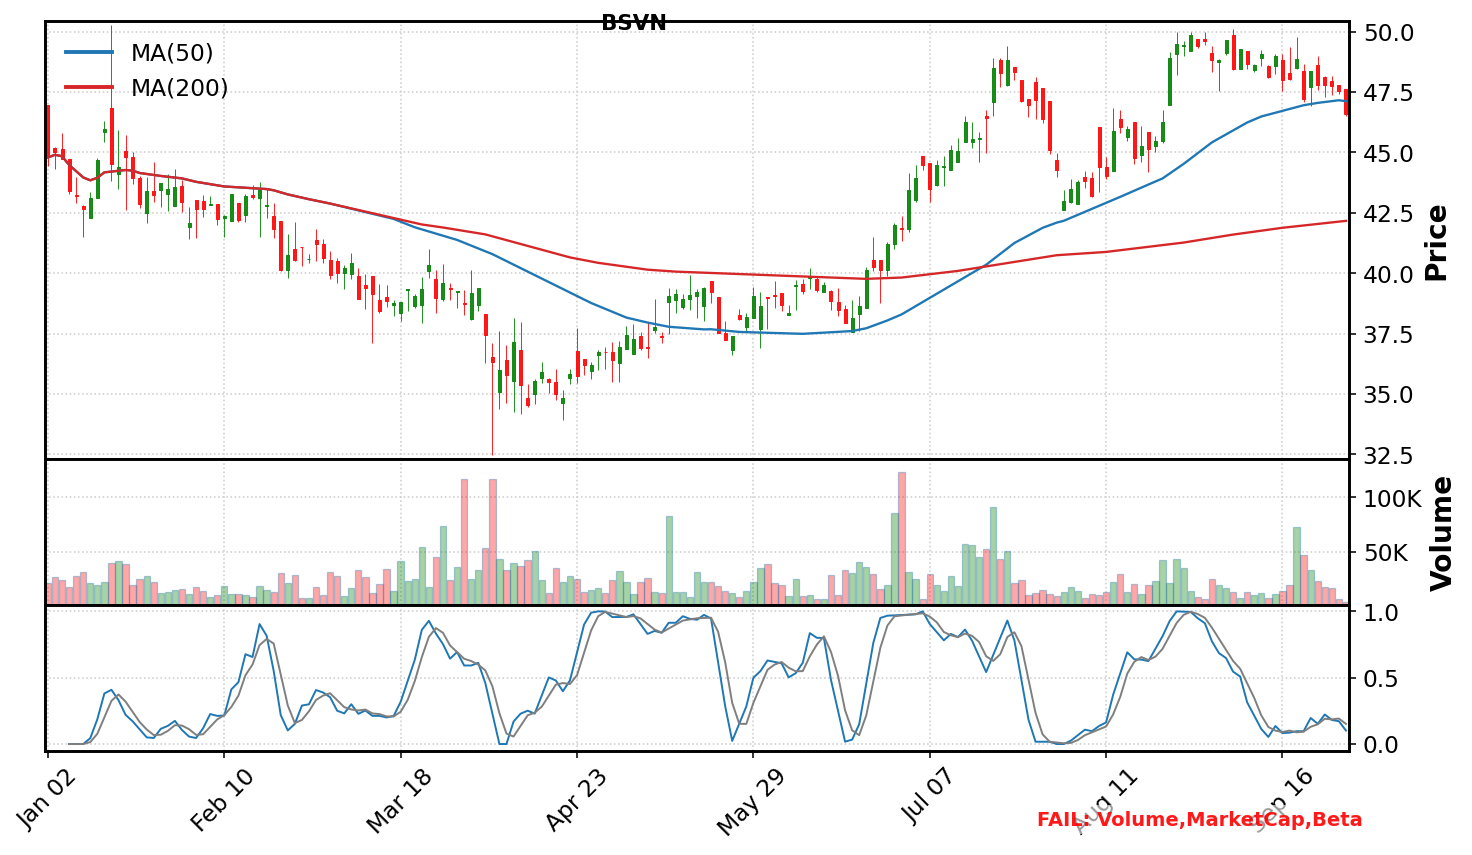 BSVN
MA(50)
MA(200)
50.0
47.5
45.0
42.5
40.0
37.5
35.0
32.5
Price
100K
50K
Volume
1.0
0.5
0.0
Jan 02
Feb 10
Mar 18
Apr 23
May 29
Jul 07
Aug 11
Sep 16
FAIL: Volume,MarketCap,Beta